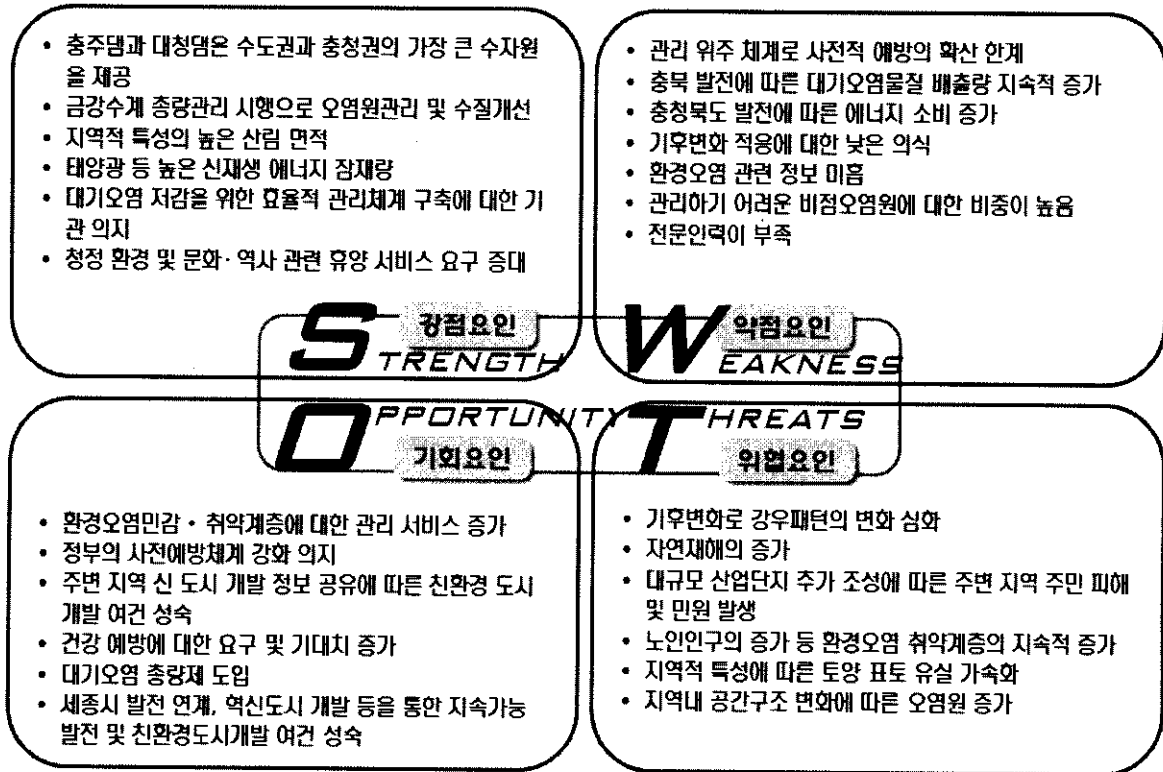 • 충주댐과 대청댐은 수도권과 충청권의 가장 큰 수자원
을 제공
• 금강수계 총량관리 시행으로 오염원관리 및 수질개선
• 지역적 특성의 높은 산림 면적
• 태양광 등 높은 신재생 에너지 잠재량
• 대기오염 저감을 위한 효율적 관리체계 구축에 대한 기
관 의지
• 청정 환경 및 문화·역사 관련 휴양 서비스 요구 증대
강점요인
STRENGTH
• 관리 위주 체계로 사전적 예방의 확산 한계
• 충북 발전에 따른 대기오염물질 배출량 지속적 증가
• 충청북도 발전에 따른 에너지 소비 증가
• 기후변화 적응에 대한 낮은 의식
• 환경오염 관련 정보 미흡
• 관리하기 어려운 비점오염원에 대한 비중이 높음
• 전문인력이 부족
약점요인
WEAKNESS
OPPORTUNITY
기회요인
• 환경오염민감·취약계층에 대한 관리 서비스 증가
• 정부의 사전예방체계 강화 의지
• 주변 지역 신 도시 개발 정보 공유에 따른 친환경 도시
개발 여건 성숙
• 건강 예방에 대한 요구 및 기대치 증가
• 대기오염 총량제 도입
• 세종시 발전 연계, 혁신도시 개발 등을 통한 지속가능
발전 및 친환경도시개발 여건 성숙
THREATS
위협요인
• 기후변화로 강우패턴의 변화 심화
• 자연재해의 증가
• 대규모 산업단지 추가 조성에 따른 주변 지역 주민 피해
및 민원 발생
• 노인인구의 증가 등 환경오염 취약계층의 지속적 증가
• 지역적 특성에 따른 토양 표토 유실 가속화
• 지역내 공간구조 변화에 따른 오염원 증가